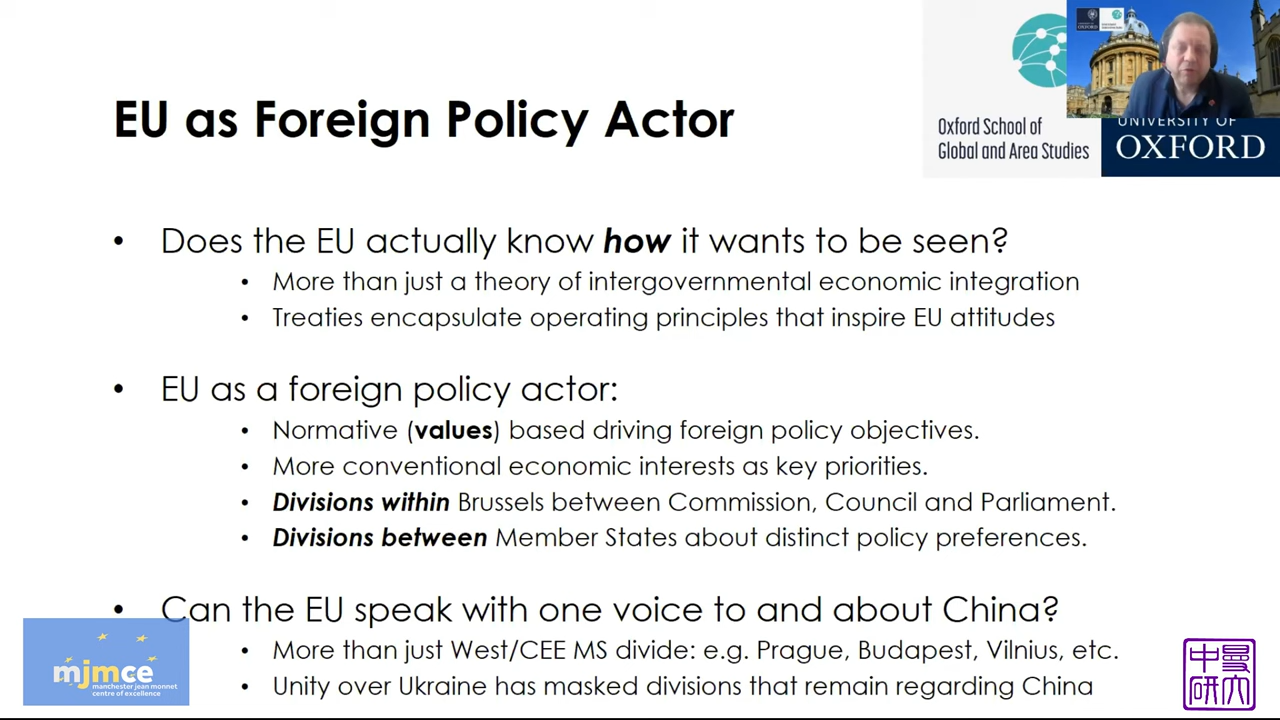 EU as Foreign Policy Actor
Oxford School of
Global and Area Studies
UNIVERSITY OF
OXFORD
• Does the EU actually know how it wants to be seen?
• More than just a theory of intergovernmental economic integration
• Treaties encapsulate operating principles that inspire EU attitudes
• EU as a foreign policy actor:
• Normative (values) based driving foreign policy objectives.
• More conventional economic interests as key priorities.
• Divisions within Brussels between Commission, Council and Parliament.
• Divisions between Member States about distinct policy preferences.
• Can the EU speak with one voice to and about China?
• More than just West/CEE MS divide: e.g. Prague, Budapest, Vilnius, etc.
• Unity over Ukraine has masked divisions that remain regarding China
mjmce
manchester jean monnet
centre of excellence
OXFORD